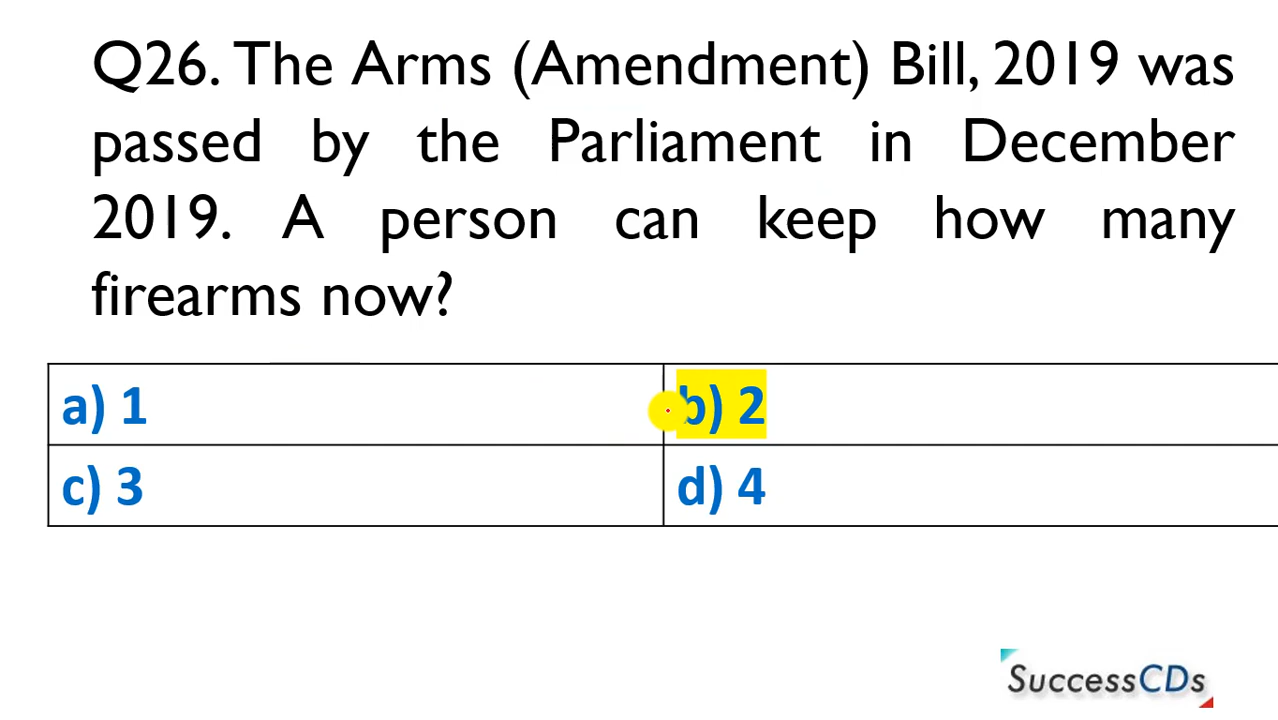 Q26. The Arms (Amendment) Bill, 2019 was
passed by the Parliament in December
2019. A person can keep how many
firearms now?
a) 1
b) 2
c) 3
d) 4
SuccessCDs